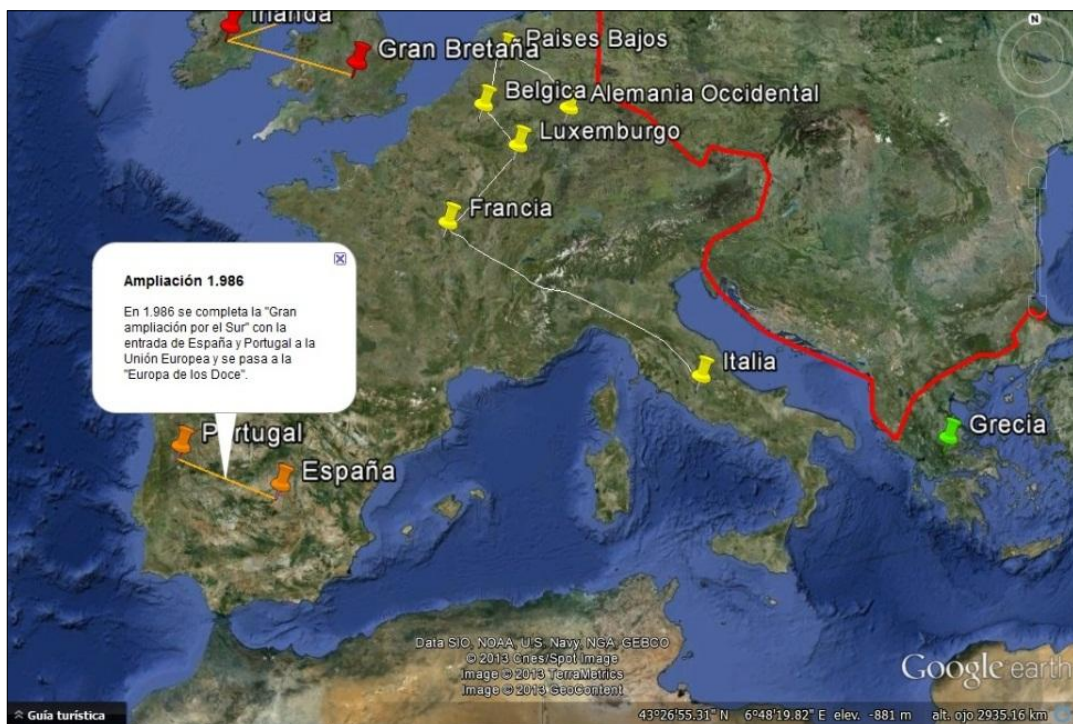 Irlanda
Gran Bretaña
Paises Bajos
Belgica
Alemania Occidental
Luxemburgo
Francia
Ampliación 1.986
En 1.986 se completa la "Gran
ampliación por el Sur" con la
entrada de España y Portugal a la
Unión Europea y se pasa a la
"Europa de los Doce".
Italia
Grecia
Portugal
España
Data SIO, NOAA, U.S. Navy, NGA, GEBCO
© 2013 Cnes/Spot Image
Image © 2013 TerraMetrics
Image © 2013 GeoContent
Google earth
Guía turística
43°26'55.31" N 6°48'19.82" E elev. -881 m alt. ojo 2935.16 km
N